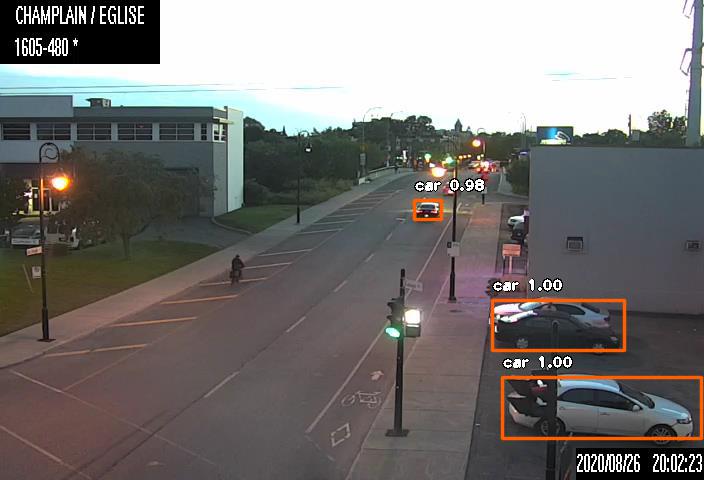 CHAMPLAIN / EGLISE
1605-480 *
car 0.98
car 1.00
car 1.00
2020/08/26 20:02:23